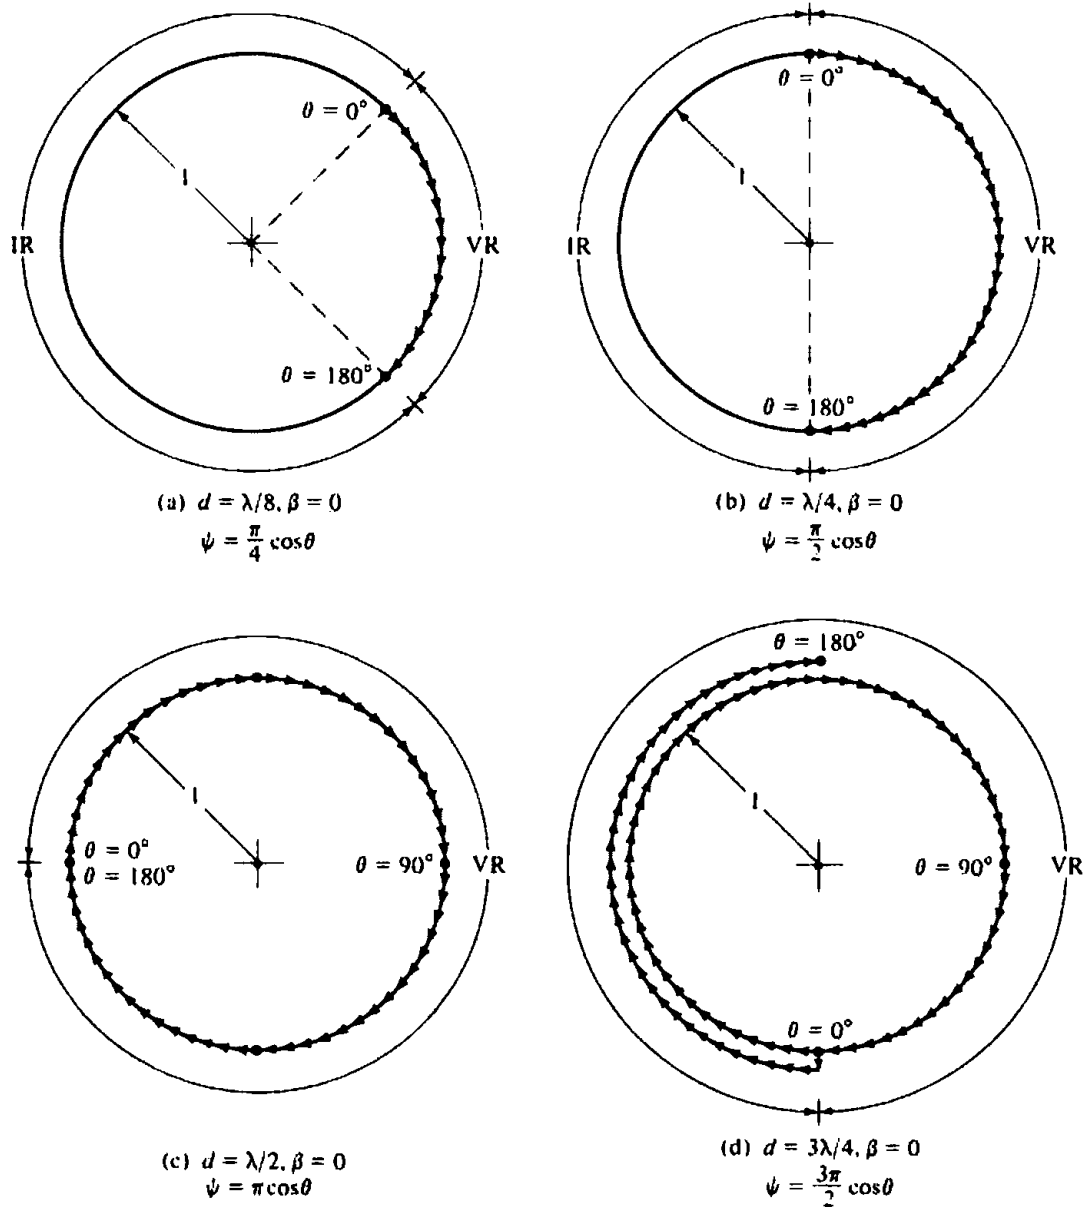 θ = 0°
1
IR
VR
θ = 180°
(a) d = λ/8, β = 0
ψ = π/4 cosθ
θ = 0°
1
IR
VR
θ = 180°
(b) d = λ/4, β = 0
ψ = π/2 cosθ
1
θ = 0°
θ = 180°
θ = 90°
VR
(c) d = λ/2, β = 0
ψ = πcosθ
θ = 180°
1
θ = 90°
VR
θ = 0°
(d) d = 3λ/4, β = 0
ψ = 3π/2 cosθ